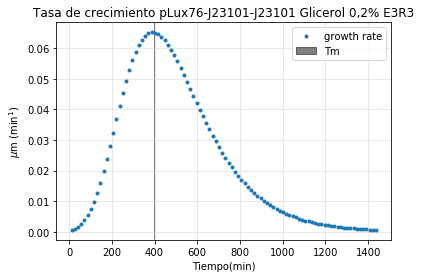 Tasa de crecimiento pLux76-J23101-J23101 Glicerol 0,2% E3R3
growth rate
Tm
μm (min¹)
0.06
0.05
0.04
0.03
0.02
0.01
0.00
0 200 400 600 800 1000 1200 1400
Tiempo(min)